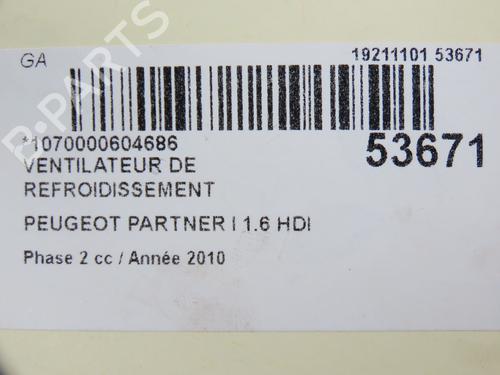 GA
19211101 53671
*1070000604686
53671
VENTILATEUR DE
REFROIDISSEMENT
PEUGEOT PARTNER I 1.6 HDI
Phase 2 cc / Année 2010
B-PARTS